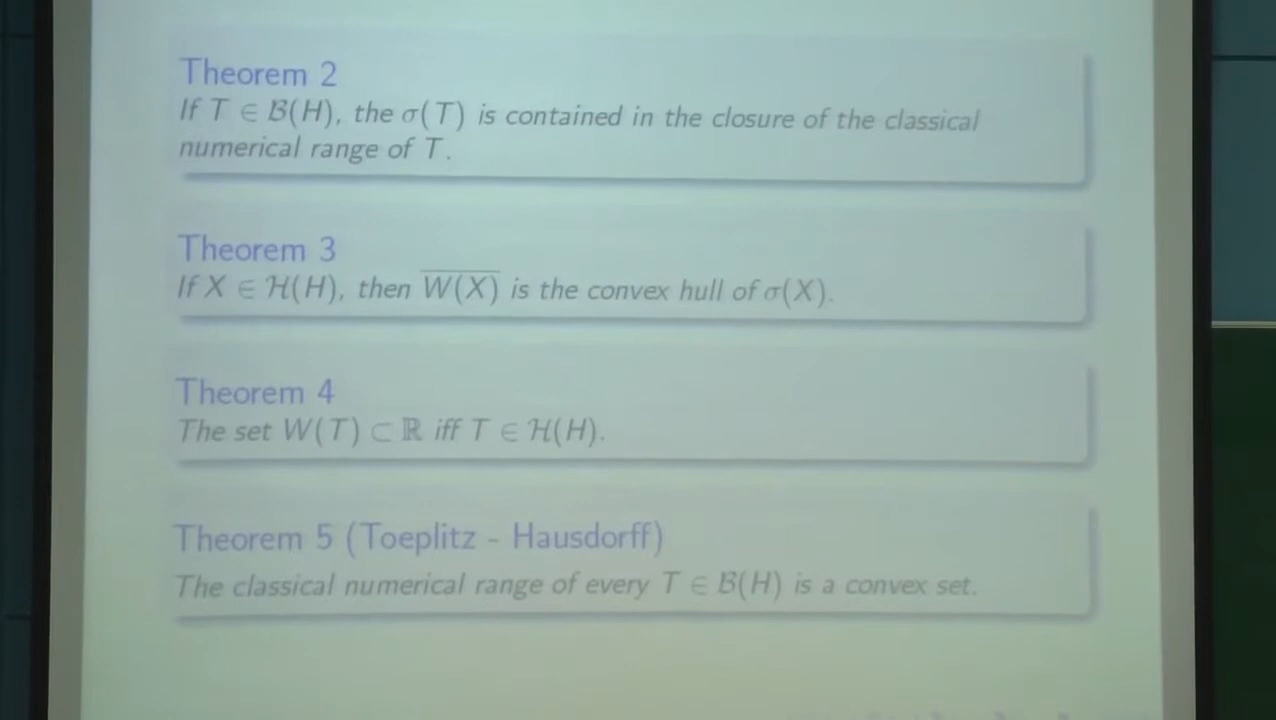 Theorem 2
If T ∈ B(H), the σ(T) is contained in the closure of the classical
numerical range of T.
Theorem 3
If X ∈ H(H), then \overline{W(X)} is the convex hull of σ(X).
Theorem 4
The set W(T) ⊂ ℝ iff T ∈ H(H).
Theorem 5 (Toeplitz - Hausdorff)
The classical numerical range of every T ∈ B(H) is a convex set.